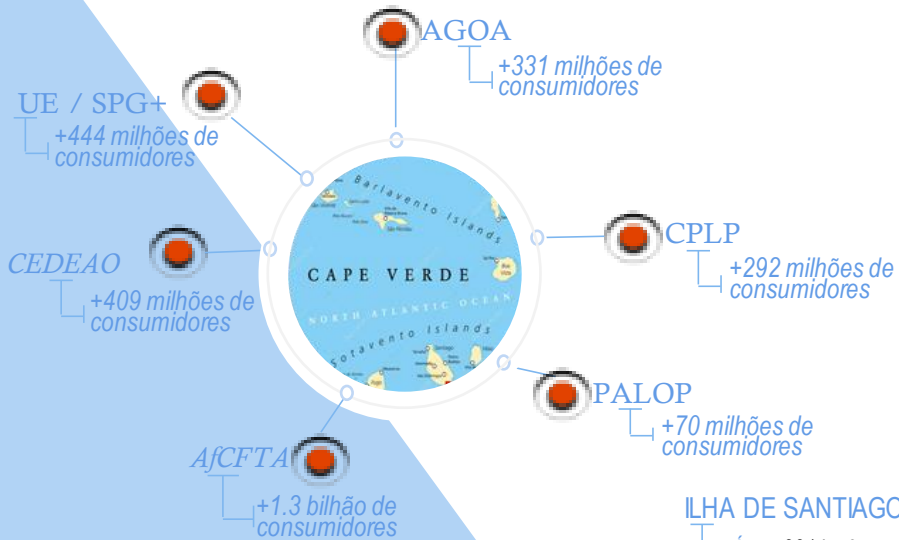 AGOA
+331 milhões de
consumidores
UE / SPG+
+444 milhões de
consumidores
CEDEAO
+409 milhões de
consumidores
CPLP
+292 milhões de
consumidores
PALOP
+70 milhões de
consumidores
AfCFTA
+1.3 bilhão de
consumidores
Barlavento Islands
CAPE VERDE
NORTH ATLANTIC OCEAN
Sotavento Islands
Santiago
ILHA DE SANTIAGO